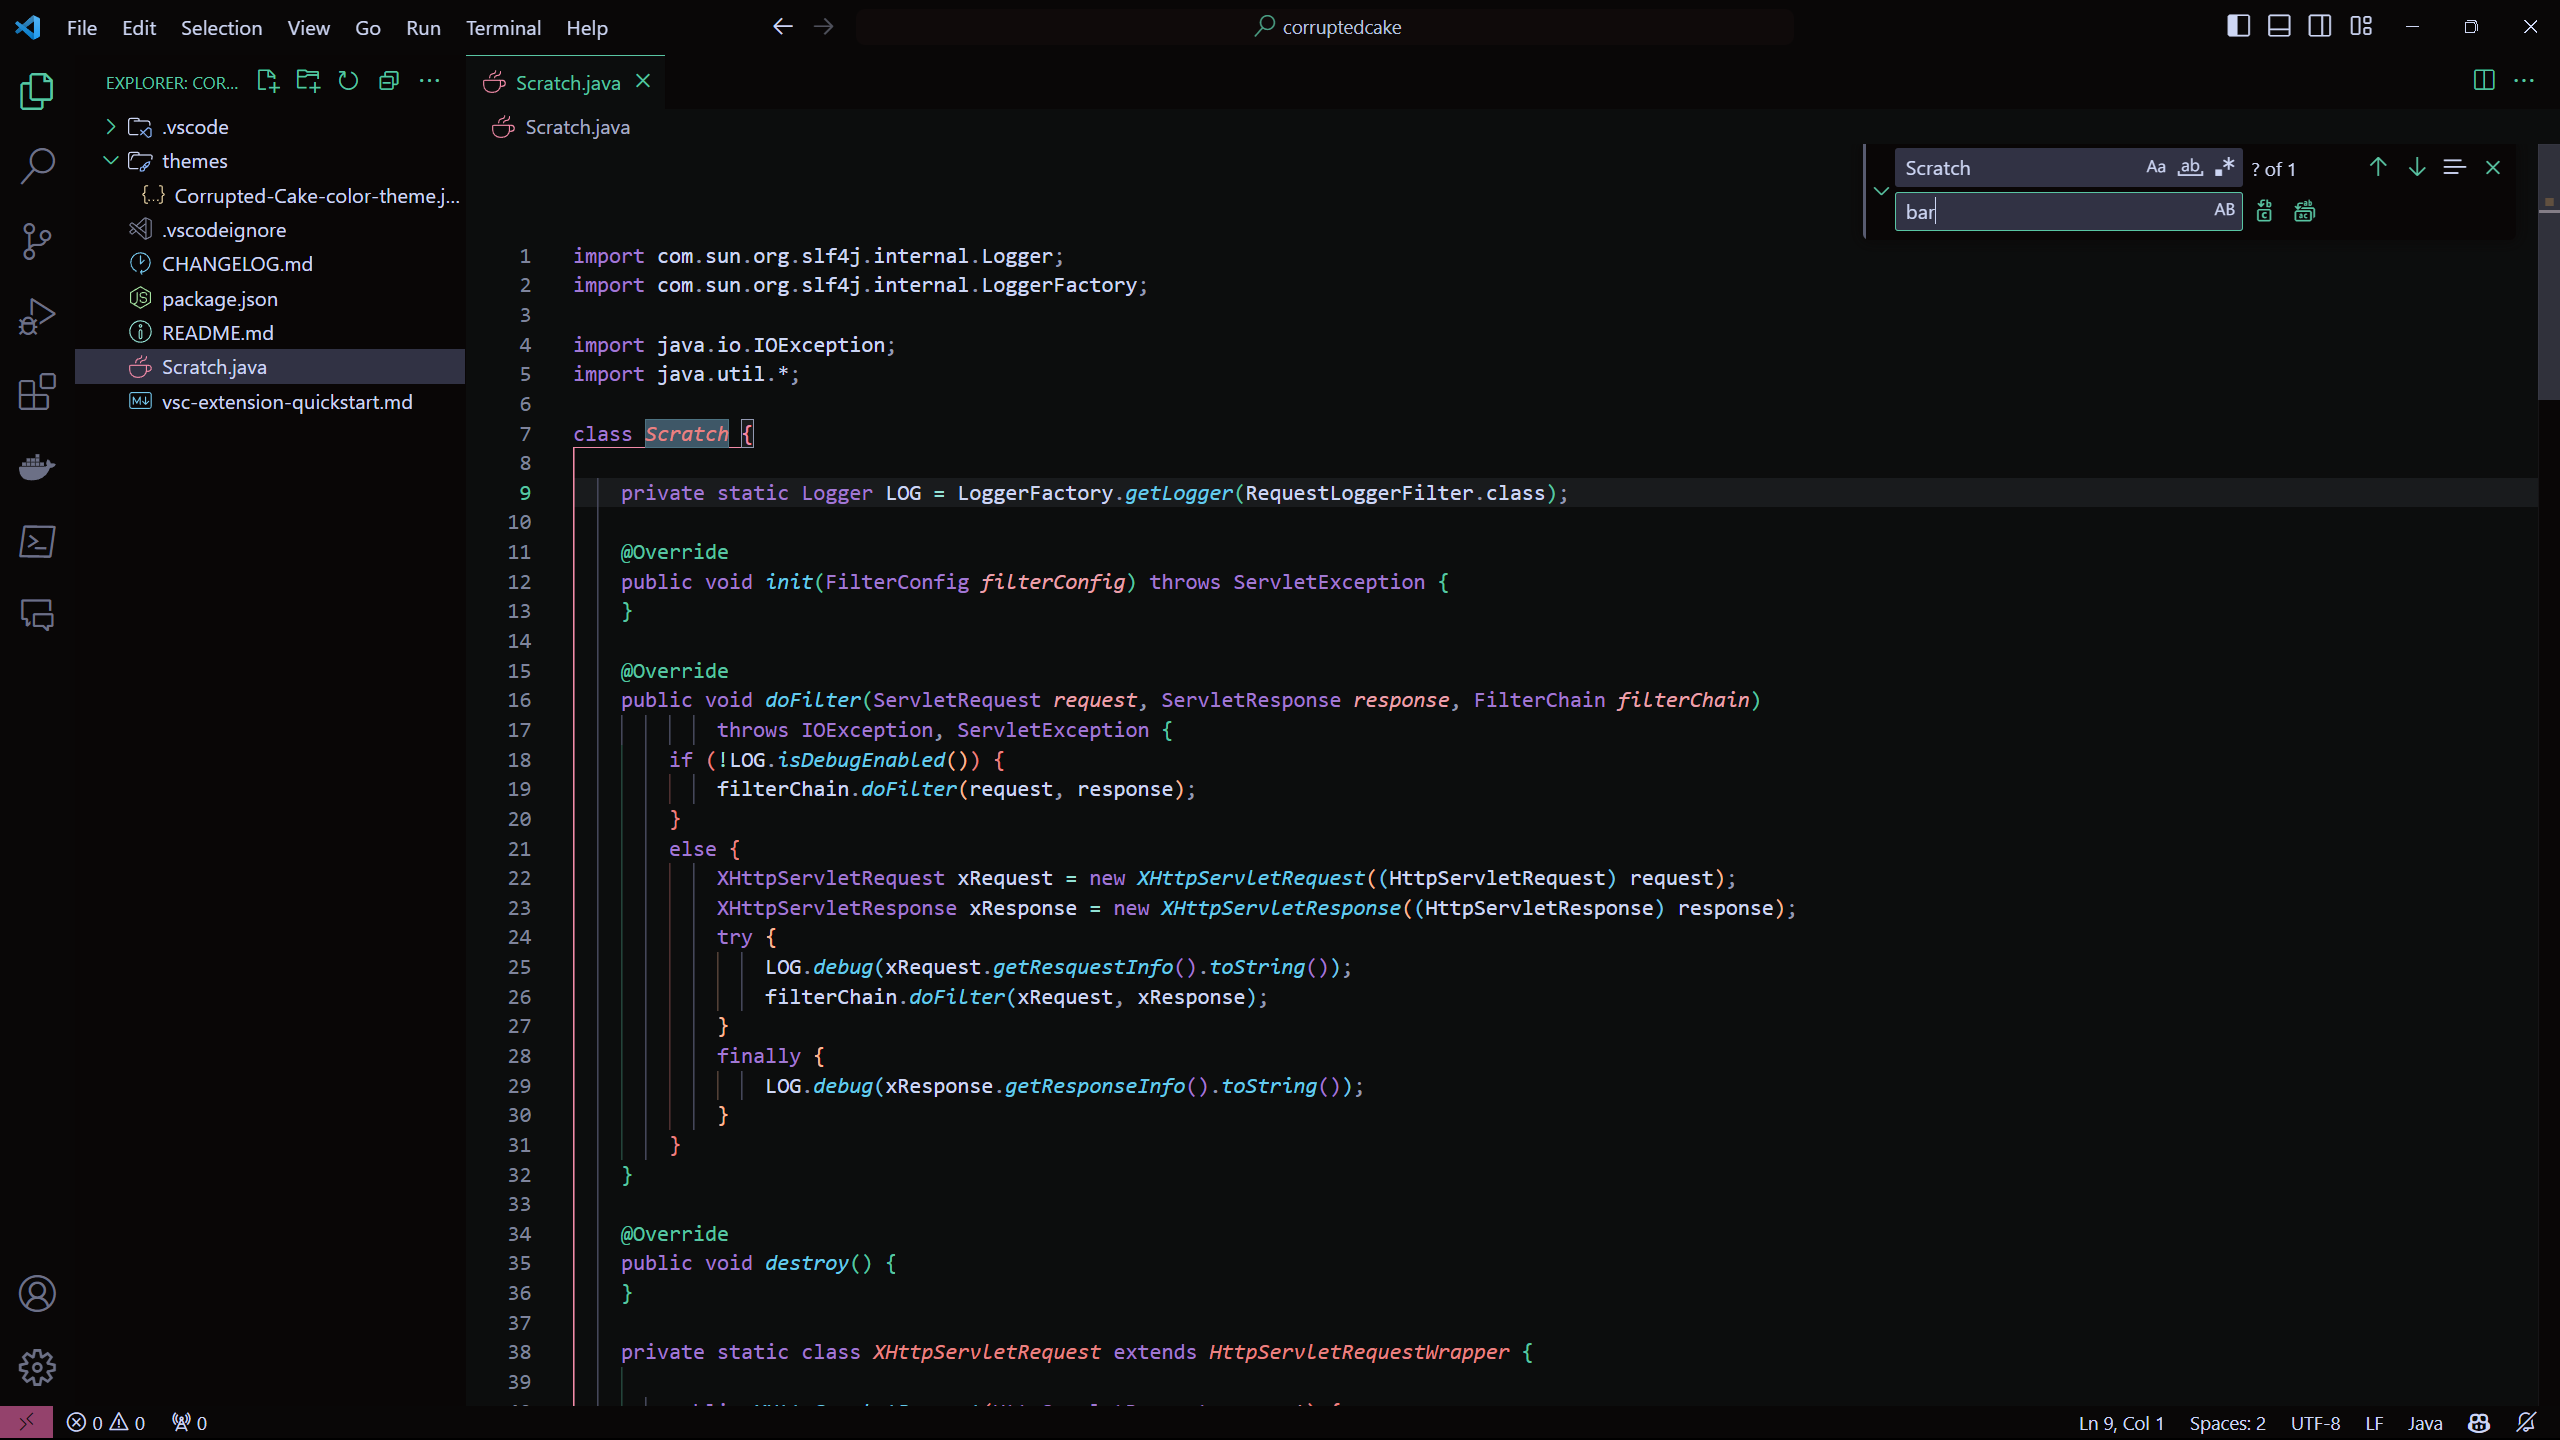 File Edit Selection View Go Run Terminal Help
corruptedcake
EXPLORER: COR...
.vscode
themes
{..} Corrupted-Cake-color-theme.j...
.vscodeignore
CHANGELOG.md
JS package.json
README.md
Scratch.java
M↓ vsc-extension-quickstart.md
Scratch.java
Scratch.java
Scratch Aa ab ? of 1
bar AB
1 import com.sun.org.slf4j.internal.Logger;
2 import com.sun.org.slf4j.internal.LoggerFactory;
3
4 import java.io.IOException;
5 import java.util.*;
6
7 class Scratch {
8
9 private static Logger LOG = LoggerFactory.getLogger(RequestLoggerFilter.class);
10
11 @Override
12 public void init(FilterConfig filterConfig) throws ServletException {
13 }
14
15 @Override
16 public void doFilter(ServletRequest request, ServletResponse response, FilterChain filterChain)
17 throws IOException, ServletException {
18 if (!LOG.isDebugEnabled()) {
19 filterChain.doFilter(request, response);
20 }
21 else {
22 XHttpServletRequest xRequest = new XHttpServletRequest((HttpServletRequest) request);
23 XHttpServletResponse xResponse = new XHttpServletResponse((HttpServletResponse) response);
24 try {
25 LOG.debug(xRequest.getResquestInfo().toString());
26 filterChain.doFilter(xRequest, xResponse);
27 }
28 finally {
29 LOG.debug(xResponse.getResponseInfo().toString());
30 }
31 }
32 }
33
34 @Override
35 public void destroy() {
36 }
37
38 private static class XHttpServletRequest extends HttpServletRequestWrapper {
39
0 0 0
Ln 9, Col 1 Spaces: 2 UTF-8 LF Java